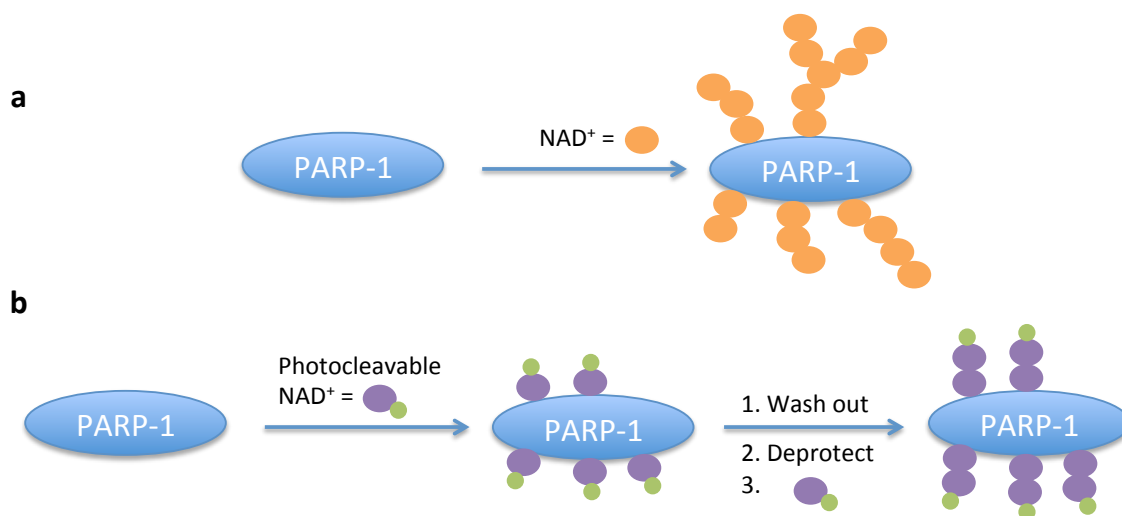 a
PARP-1
NAD⁺ =
PARP-1
b
PARP-1
Photocleavable
NAD⁺ =
PARP-1
1. Wash out
2. Deprotect
3.
PARP-1